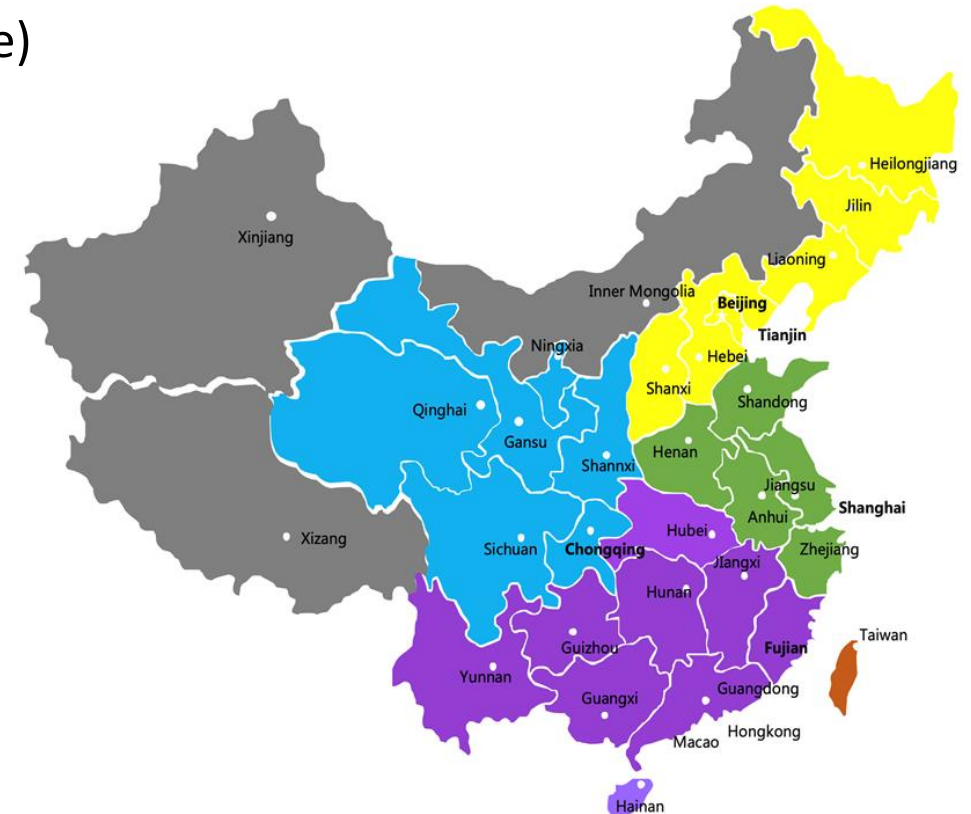 e)
Heilongjiang
Jilin
Xinjiang
Liaoning
Inner Mongolia
Beijing
Tianjin
Ningxia
Hebei
Shanxi
Qinghai
Shandong
Gansu
Henan
Shannxi
Jiangsu
Shanghai
Anhui
Hubei
Xizang
Sichuan
Chongqing
Zhejiang
JIangxi
Hunan
Taiwan
Guizhou
Fujian
Yunnan
Guangdong
Guangxi
Hongkong
Macao
Hainan